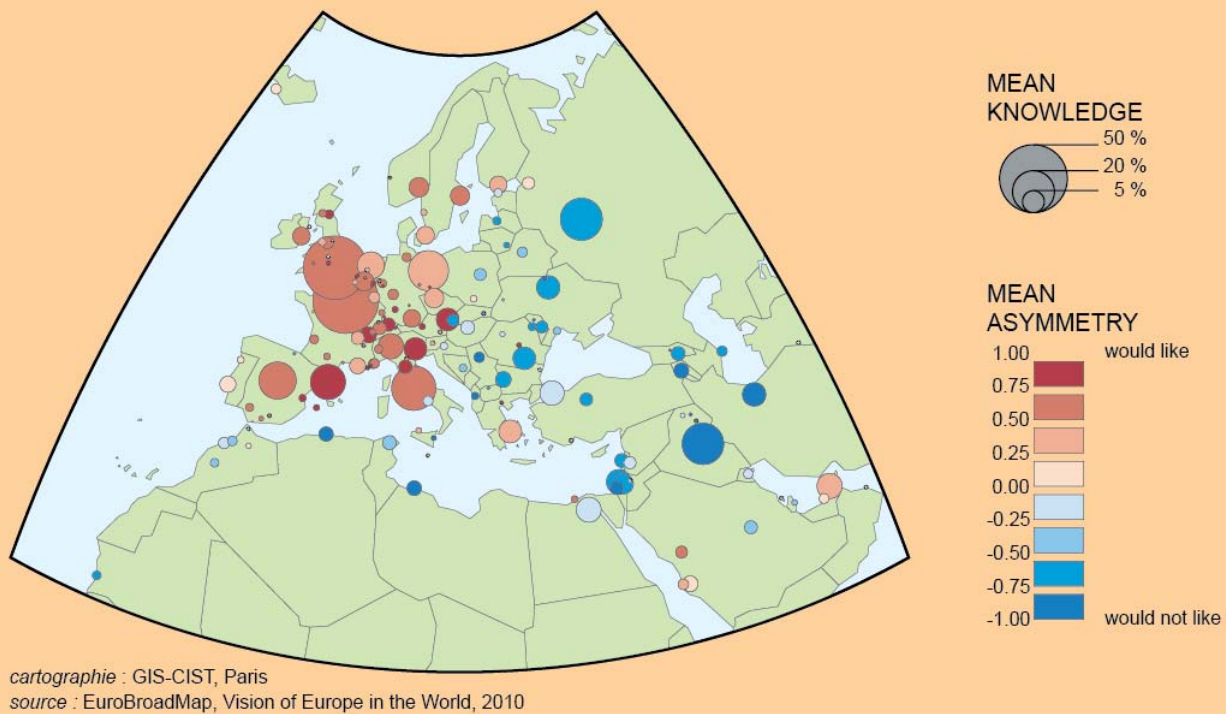 MEAN
KNOWLEDGE
50 %
20 %
5 %
MEAN
ASYMMETRY
1.00
would like
0.75
0.50
0.25
0.00
-0.25
-0.50
-0.75
-1.00
would not like
cartographie : GIS-CIST, Paris
source : EuroBroadMap, Vision of Europe in the World, 2010